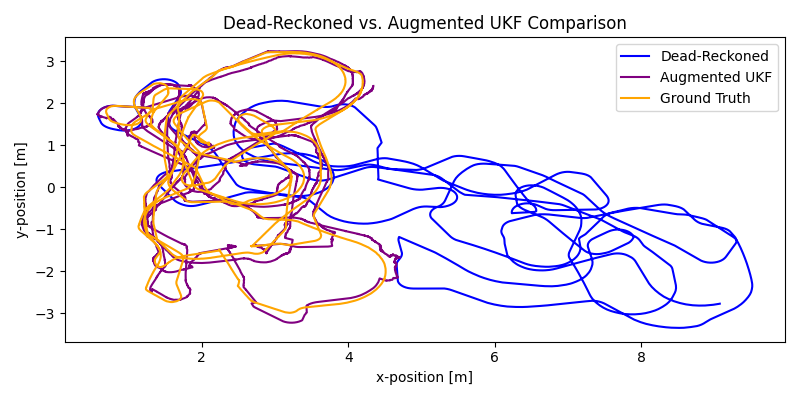 Dead-Reckoned vs. Augmented UKF Comparison
Dead-Reckoned
Augmented UKF
Ground Truth
y-position [m]
3
2
1
0
−1
−2
−3
2 4 6 8
x-position [m]